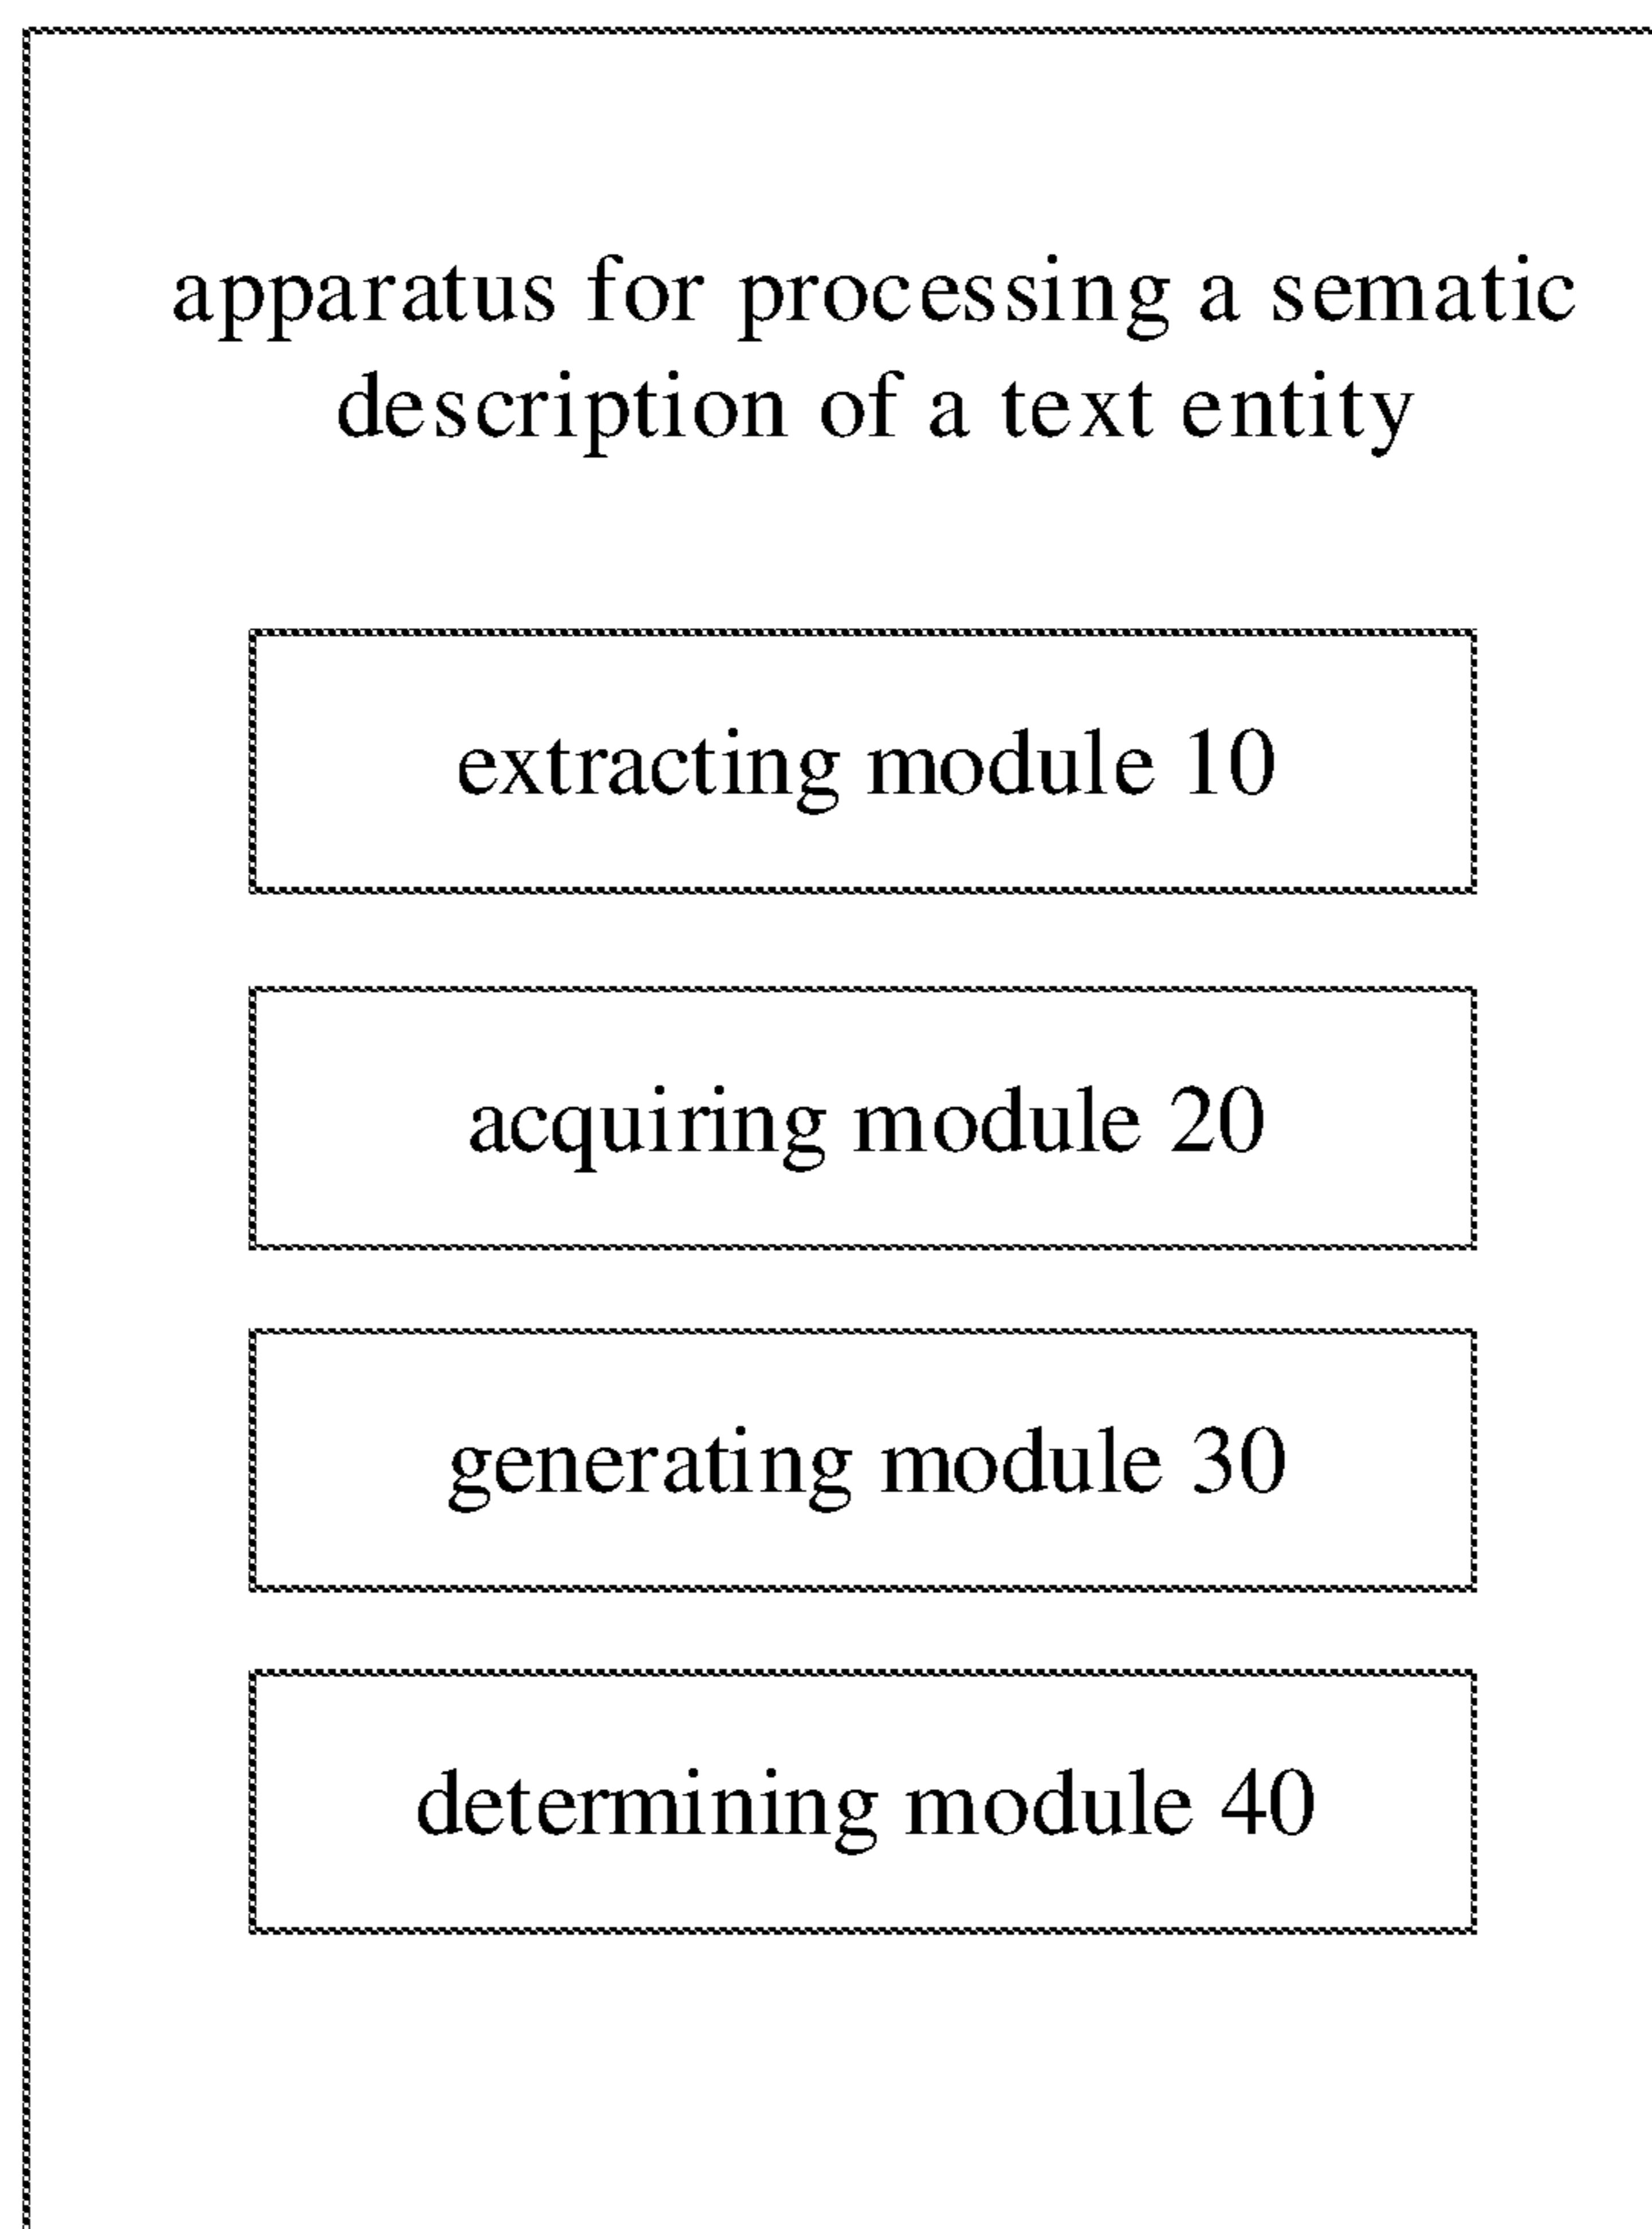 apparatus for processing a sematic
description of a text entity
extracting module 10
acquiring module 20
generating module 30
determining module 40